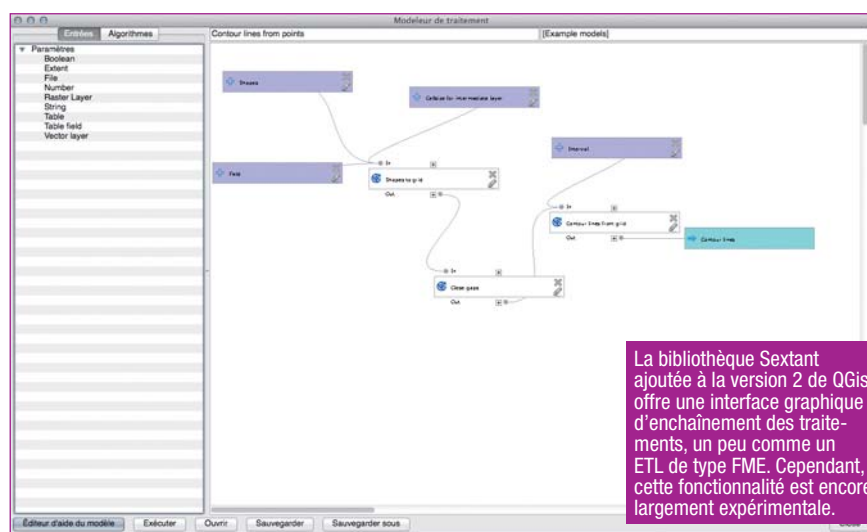 Modeleur de traitement
Entrées Algorithmes
Contour lines from points
[Example models]
Paramètres
Boolean
Extent
File
Number
Raster Layer
String
Table
Table field
Vector layer
Shapes
Cellsize for intermediate layer
Interval
Field
In
Shapes to grid
Out
In
Contour lines from grid
Out
Contour lines
In
Close gaps
Out
La bibliothèque Sextant
ajoutée à la version 2 de QGis
offre une interface graphique
d'enchaînement des traite-
ments, un peu comme un
ETL de type FME. Cependant,
cette fonctionnalité est encore
largement expérimentale.
Éditeur d'aide du modèle Exécuter Ouvrir Sauvegarder Sauvegarder sous